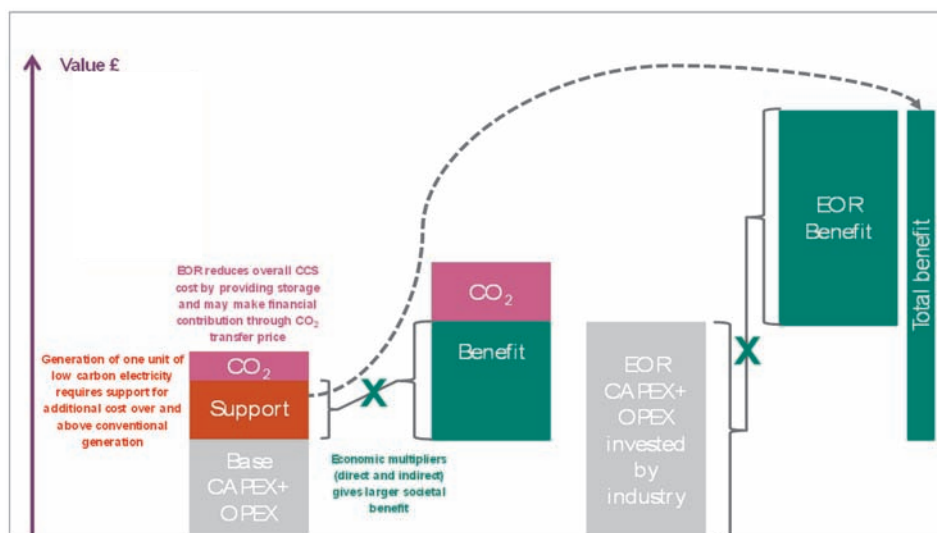 Value £
EOR reduces overall CCS
cost by providing storage
and may make financial
contribution through CO₂
transfer price
Generation of one unit of
low carbon electricity
requires support for
additional cost over and
above conventional
generation
CO₂
Support
Base
CAPEX+
OPEX
X
Economic multipliers
(direct and indirect)
gives larger societal
benefit
CO₂
Benefit
EOR
CAPEX+
OPEX
invested
by
industry
X
EOR
Benefit
Total benefit